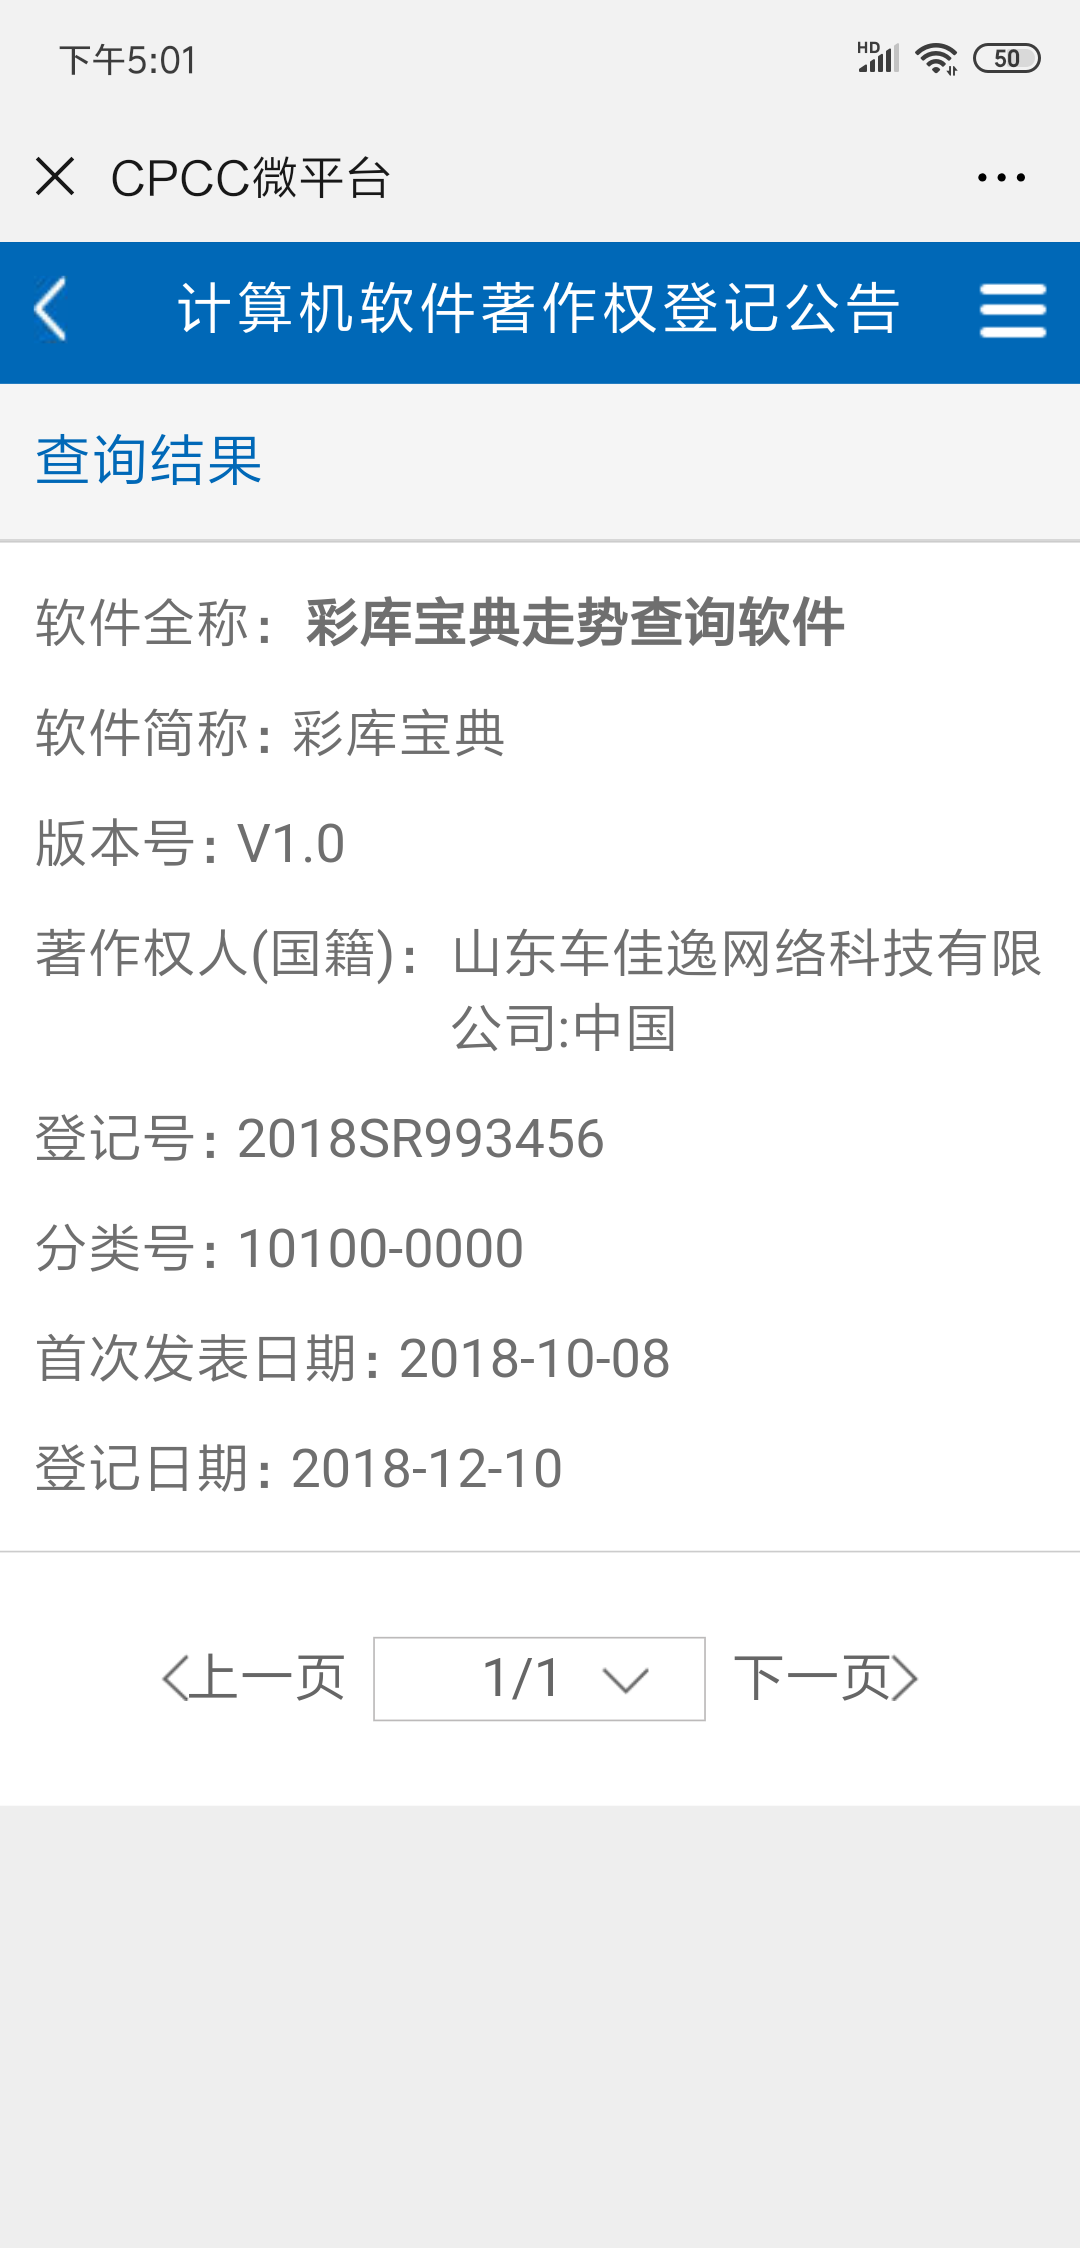 下午5:01
HD
50
CPCC微平台
计算机软件著作权登记公告
查询结果
软件全称：彩库宝典走势查询软件
软件简称：彩库宝典
版本号：V1.0
著作权人(国籍)：山东车佳逸网络科技有限
公司:中国
登记号：2018SR993456
分类号：10100-0000
首次发表日期：2018-10-08
登记日期：2018-12-10
上一页 1/1 下一页